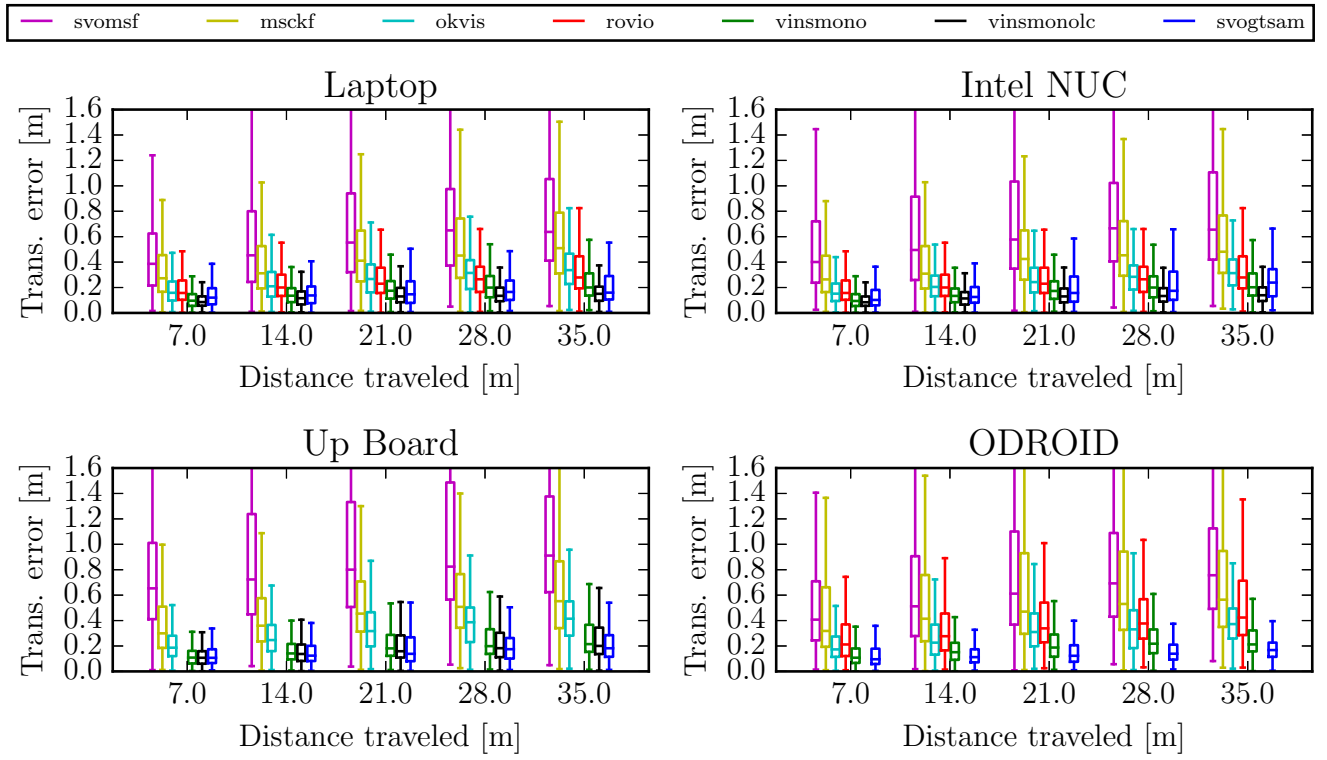 svomsf msckf okvis rovio vinsmono vinsmonolc svogtsam
Laptop
Trans. error [m]
1.6
1.4
1.2
1.0
0.8
0.6
0.4
0.2
0.0
7.0 14.0 21.0 28.0 35.0
Distance traveled [m]
Intel NUC
Trans. error [m]
1.6
1.4
1.2
1.0
0.8
0.6
0.4
0.2
0.0
7.0 14.0 21.0 28.0 35.0
Distance traveled [m]
Up Board
Trans. error [m]
1.6
1.4
1.2
1.0
0.8
0.6
0.4
0.2
0.0
7.0 14.0 21.0 28.0 35.0
Distance traveled [m]
ODROID
Trans. error [m]
1.6
1.4
1.2
1.0
0.8
0.6
0.4
0.2
0.0
7.0 14.0 21.0 28.0 35.0
Distance traveled [m]